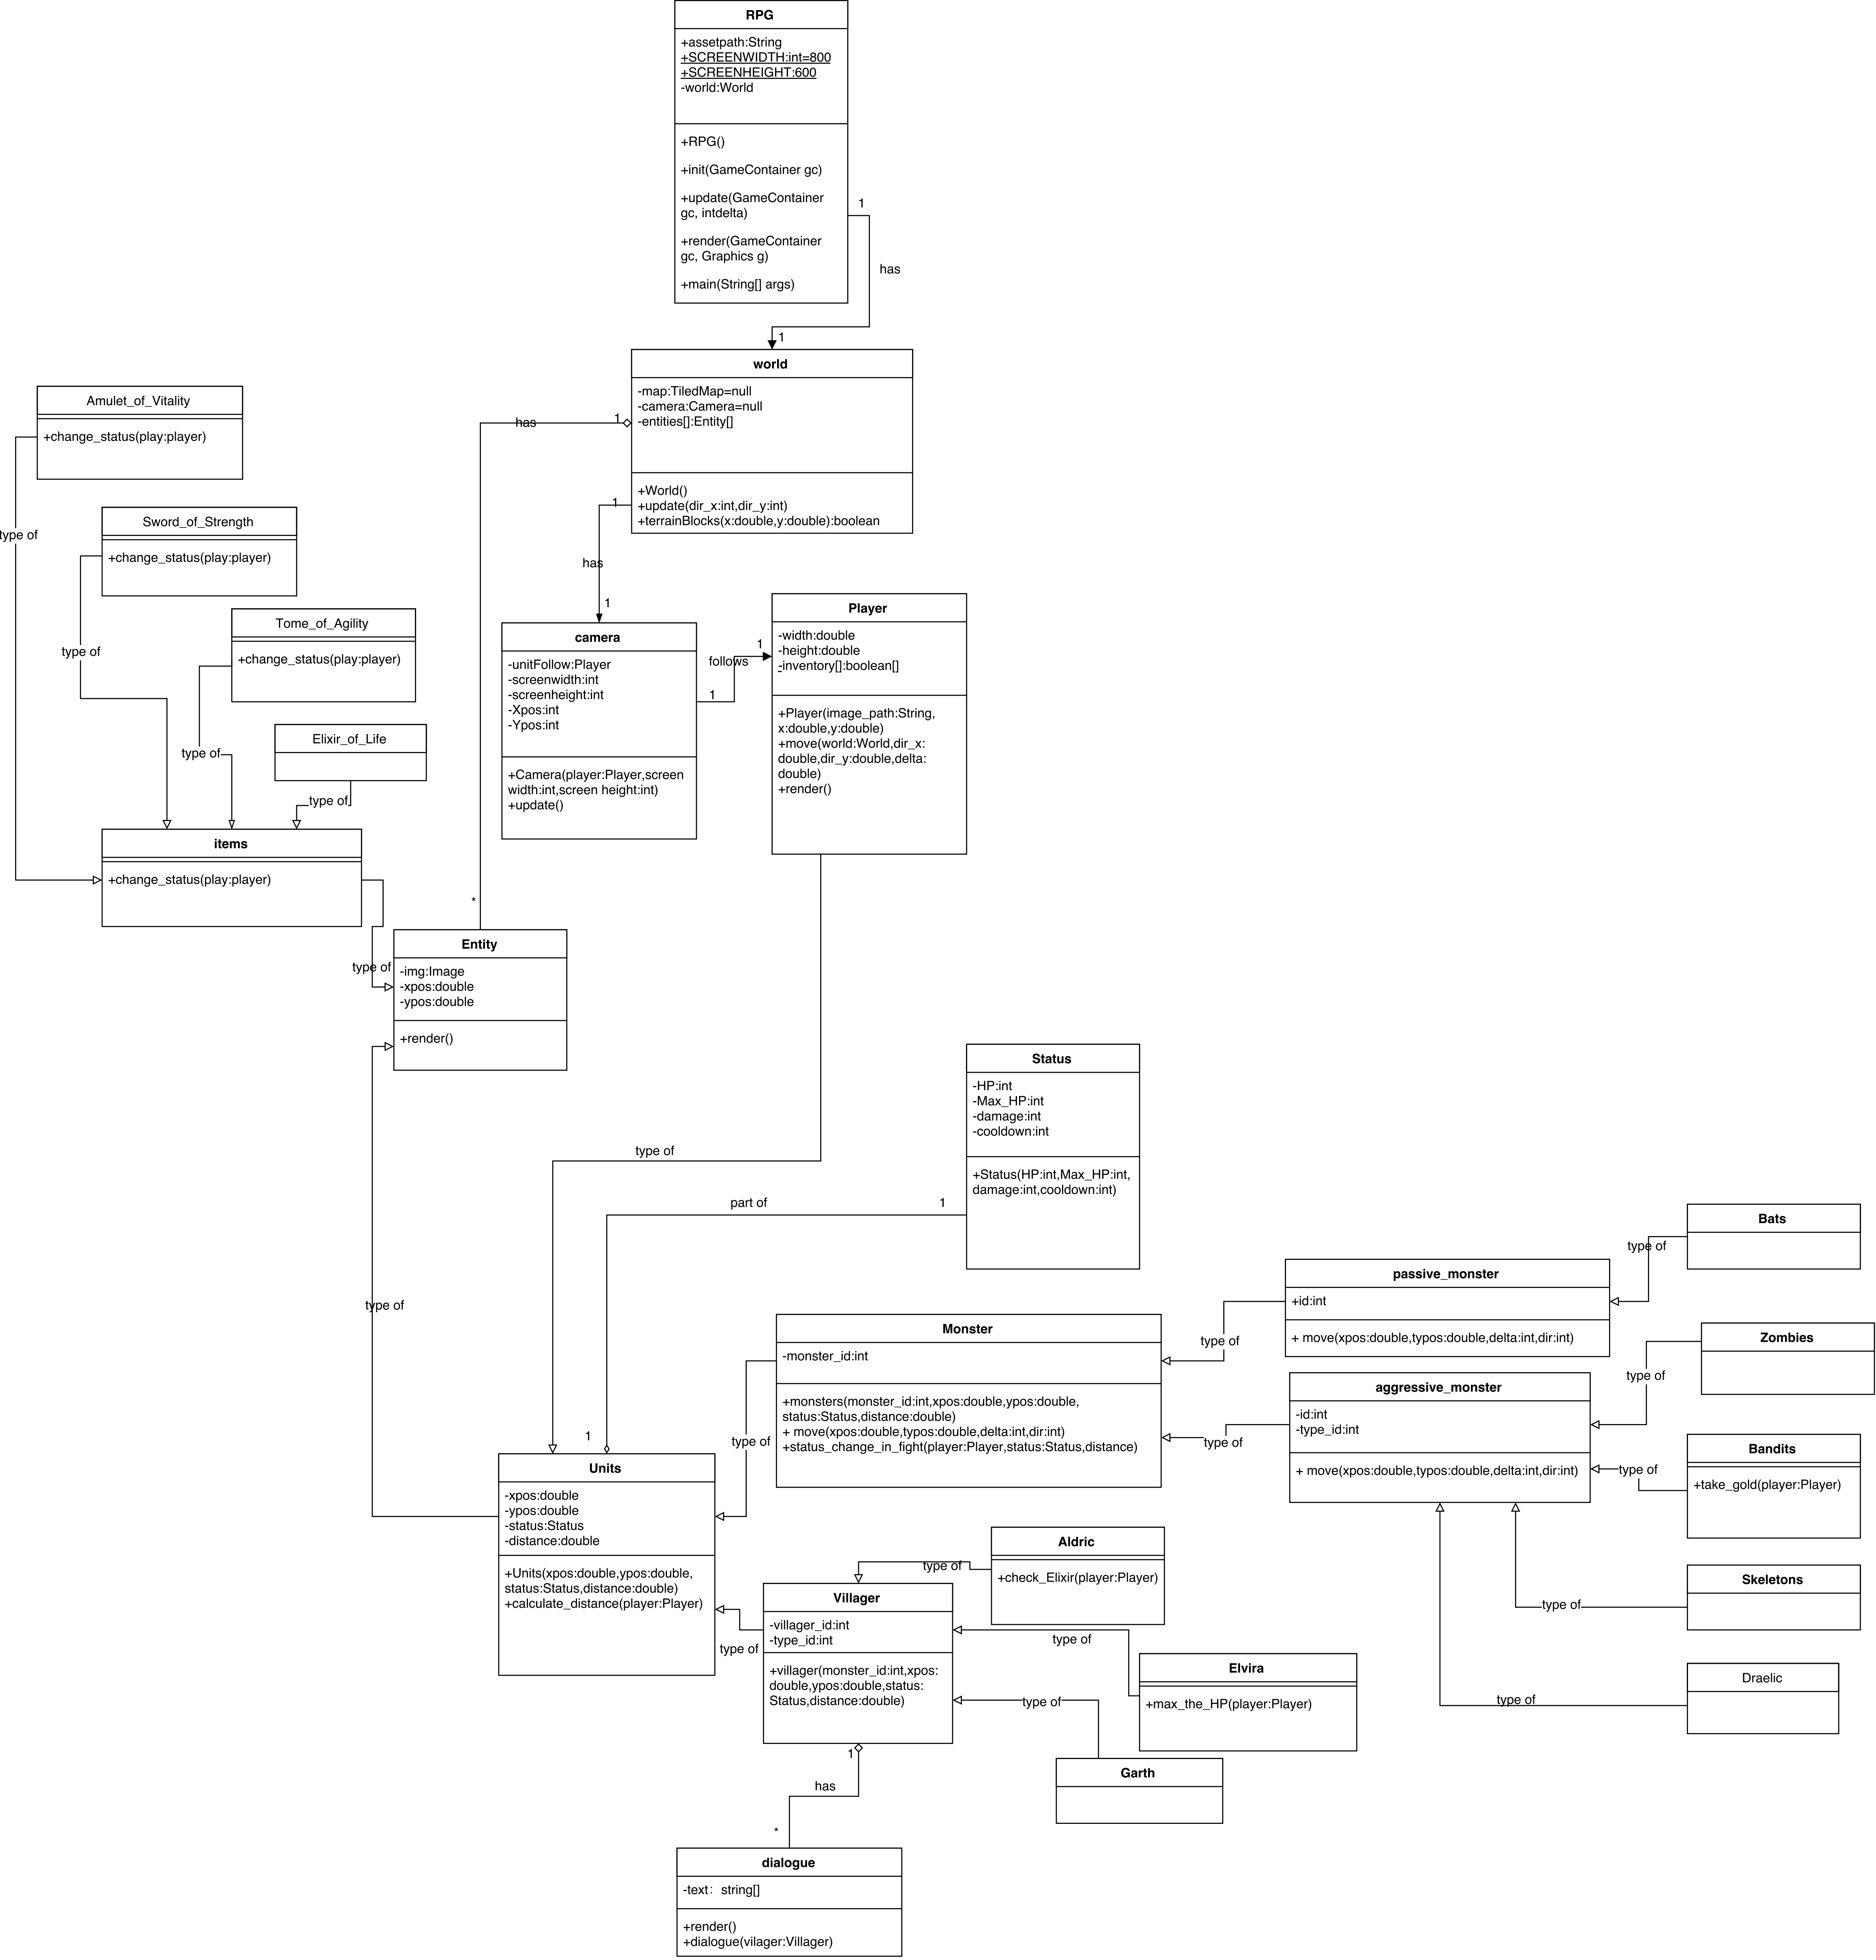 RPG
+assetpath:String
+SCREENWIDTH:int=800
+SCREENHEIGHT:600
-world:World
+RPG()
+init(GameContainer gc)
+update(GameContainer
gc, intdelta)
+render(GameContainer
gc, Graphics g)
+main(String[] args)
1
has
1
world
-map:TiledMap=null
-camera:Camera=null
-entities[]:Entity[]
+World()
+update(dir_x:int,dir_y:int)
+terrainBlocks(x:double,y:double):boolean
has
1
1
has
1
Amulet_of_Vitality
+change_status(play:player)
type of
Sword_of_Strength
+change_status(play:player)
type of
Tome_of_Agility
+change_status(play:player)
type of
Elixir_of_Life
type of
items
+change_status(play:player)
type of
camera
-unitFollow:Player
-screenwidth:int
-screenheight:int
-Xpos:int
-Ypos:int
+Camera(player:Player,screen
width:int,screen height:int)
+update()
follows
1
1
Player
-width:double
-height:double
-inventory[]:boolean[]
+Player(image_path:String,
x:double,y:double)
+move(world:World,dir_x:
double,dir_y:double,delta:
double)
+render()
*
Entity
-img:Image
-xpos:double
-ypos:double
+render()
type of
type of
part of
1
1
Status
-HP:int
-Max_HP:int
-damage:int
-cooldown:int
+Status(HP:int,Max_HP:int,
damage:int,cooldown:int)
Bats
type of
passive_monster
+id:int
+ move(xpos:double,typos:double,delta:int,dir:int)
type of
Monster
-monster_id:int
+monsters(monster_id:int,xpos:double,ypos:double,
status:Status,distance:double)
+ move(xpos:double,typos:double,delta:int,dir:int)
+status_change_in_fight(player:Player,status:Status,distance)
type of
Zombies
type of
aggressive_monster
-id:int
-type_id:int
+ move(xpos:double,typos:double,delta:int,dir:int)
type of
Bandits
+take_gold(player:Player)
type of
Skeletons
type of
Draelic
type of
Units
-xpos:double
-ypos:double
-status:Status
-distance:double
+Units(xpos:double,ypos:double,
status:Status,distance:double)
+calculate_distance(player:Player)
type of
Villager
-villager_id:int
-type_id:int
+villager(monster_id:int,xpos:
double,ypos:double,status:
Status,distance:double)
Aldric
+check_Elixir(player:Player)
type of
Elvira
+max_the_HP(player:Player)
type of
Garth
type of
1
has
*
dialogue
-text:  string[]
+render()
+dialogue(vilager:Villager)